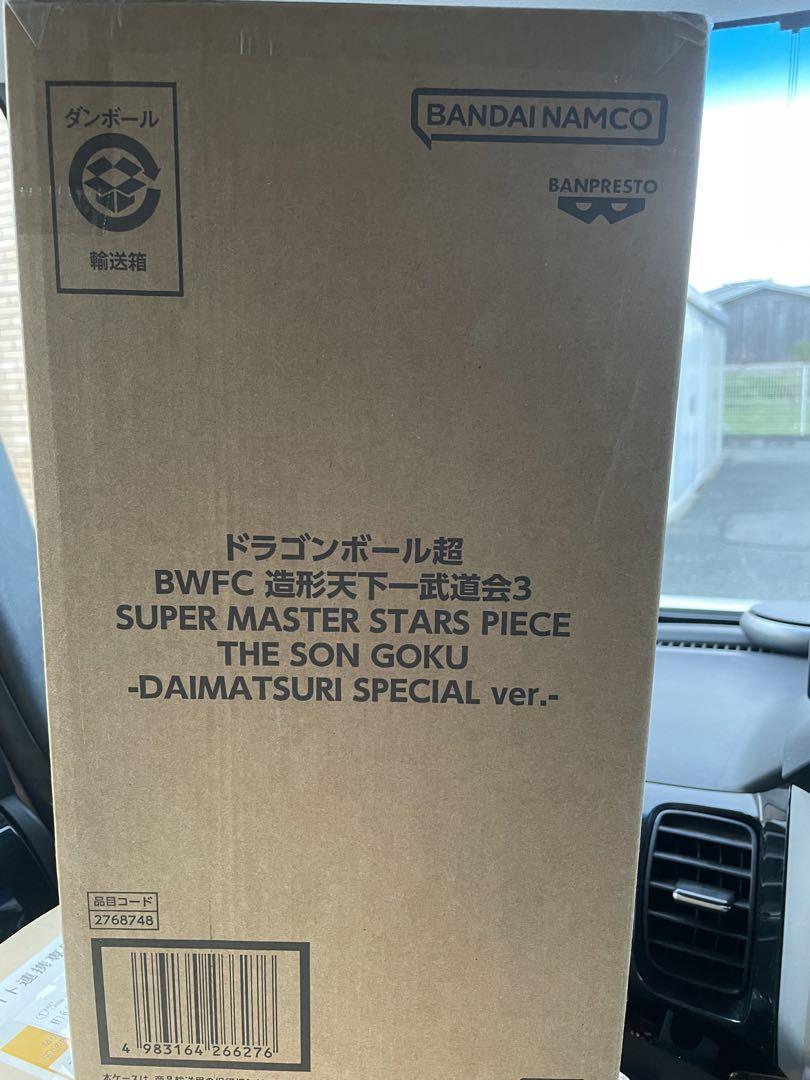 ダンボール
輸送箱
BANDAI NAMCO
BANPRESTO
ドラゴンボール超
BWFC 造形天下一武道会3
SUPER MASTER STARS PIECE
THE SON GOKU
-DAIMATSURI SPECIAL ver.-
品目コード
2768748
4 983164 266276